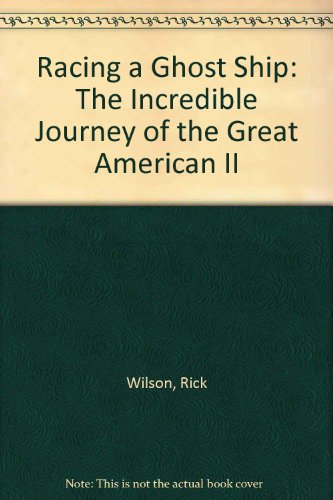 Racing a Ghost Ship:
The Incredible
Journey of the Great
American II
Wilson, Rick
Note: This is not the actual book cover